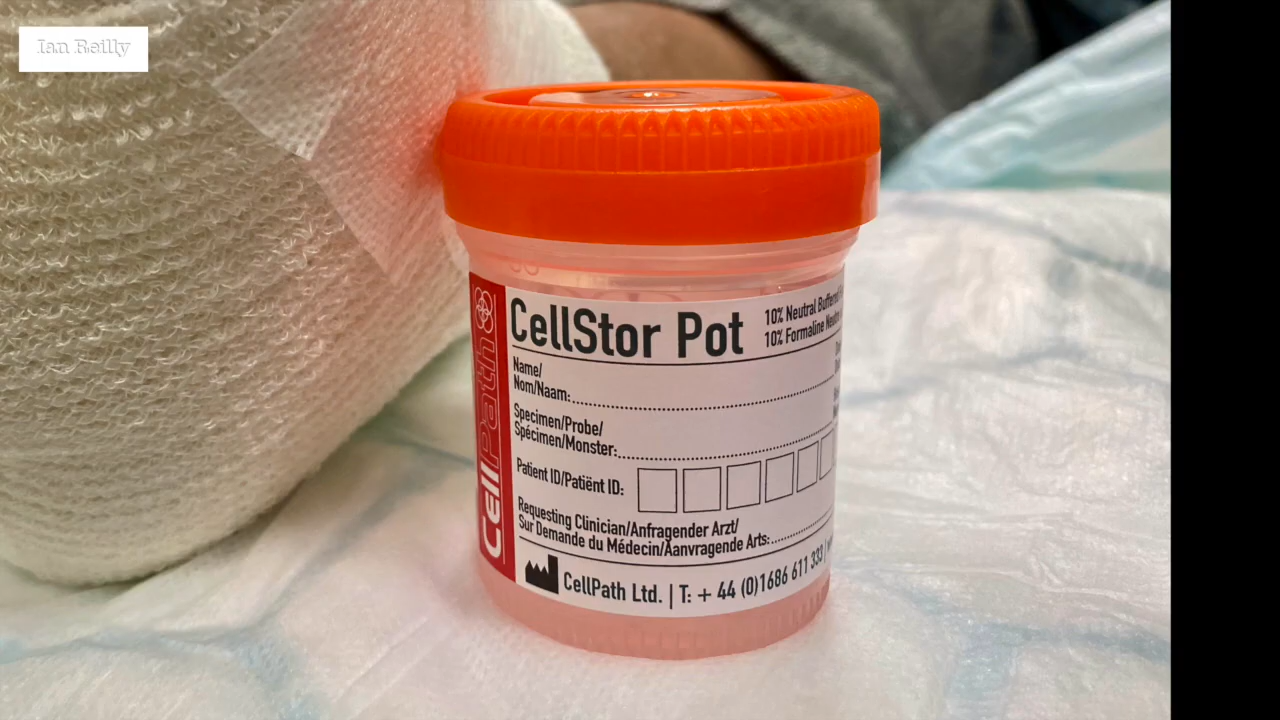 Ian Reilly
CellPath
CellStor Pot
10% Neutral Buffered
10% Formaline
Name/
Nom/Naam:
Specimen/Probe/
Spécimen/Monster:
Patient ID/Patiënt ID:
Requesting Clinician/Anfragender Arzt/
Sur Demande du Médecin/Aanvragende Arts:
CellPath Ltd. | T: + 44 (0)1686 611 333 |